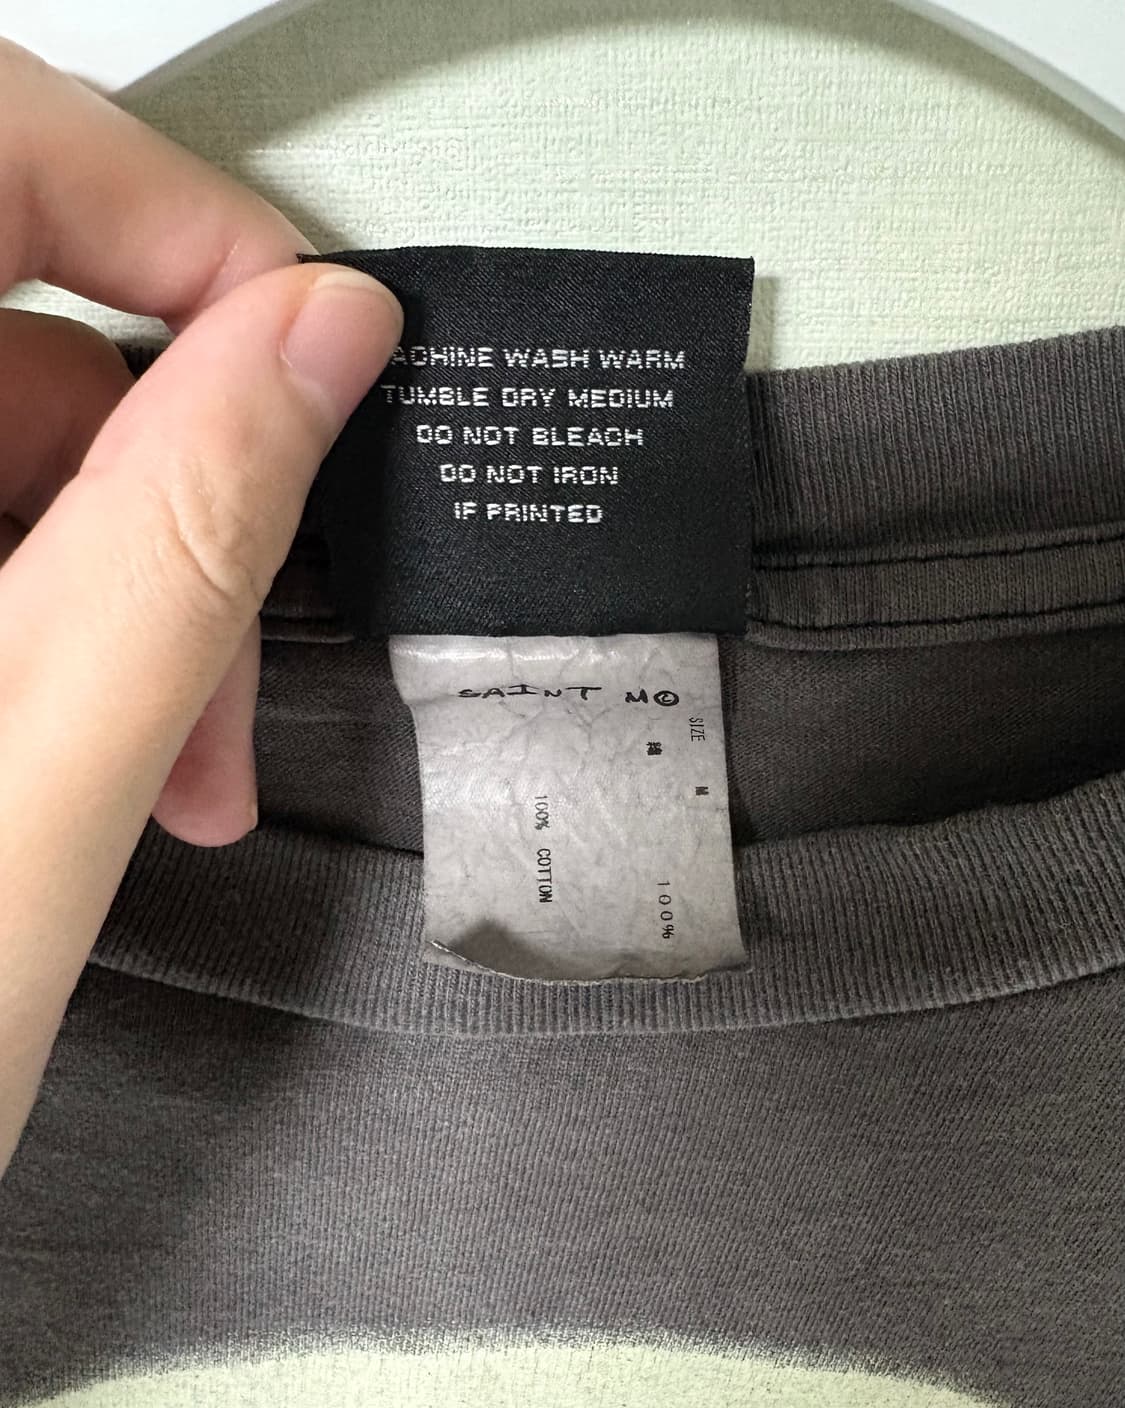 ACHINE WASH WARM
TUMBLE DRY MEDIUM
DO NOT BLEACH
DO NOT IRON
IF PRINTED
SAINT M
SIZE M
綿 100%
100% COTTON